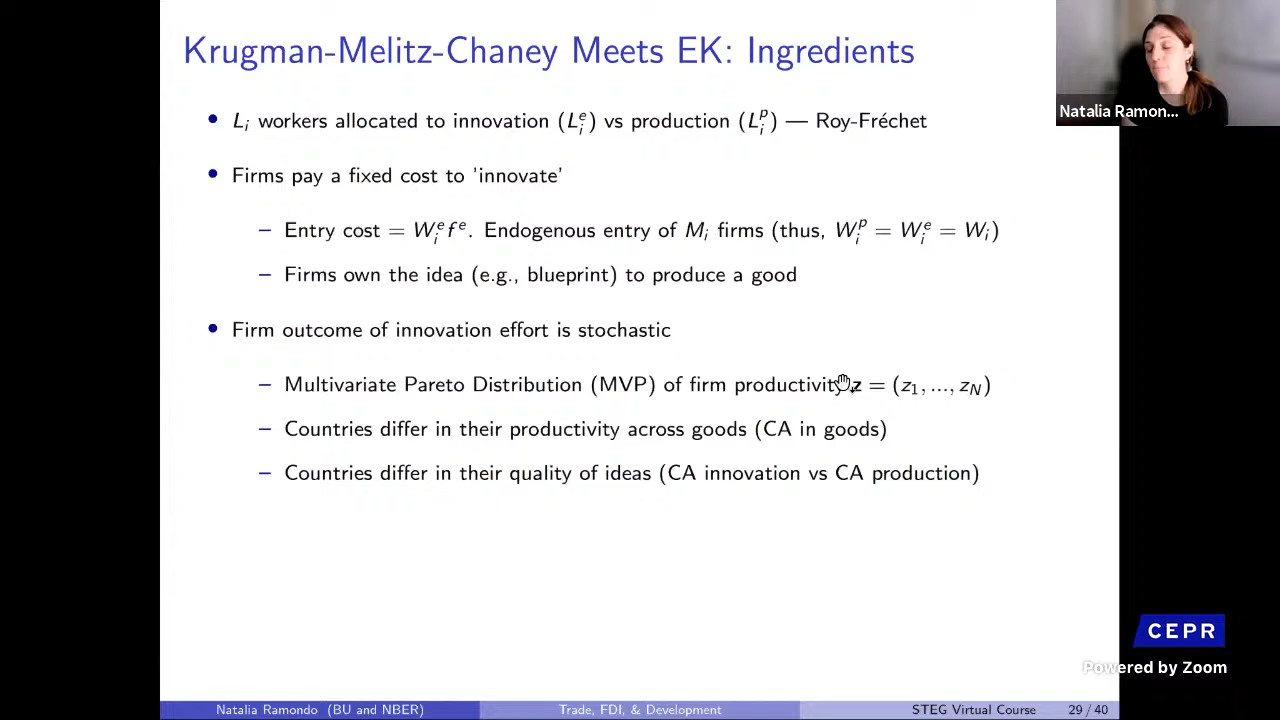 Krugman-Melitz-Chaney Meets EK: Ingredients
Natalia Ramon...
• Lᵢ workers allocated to innovation (Lᵢᵉ) vs production (Lᵢᵖ) — Roy-Fréchet
• Firms pay a fixed cost to 'innovate'
– Entry cost = Wᵢᵉfᵉ. Endogenous entry of Mᵢ firms (thus, Wᵢᵖ = Wᵢᵉ = Wᵢ)
– Firms own the idea (e.g., blueprint) to produce a good
• Firm outcome of innovation effort is stochastic
– Multivariate Pareto Distribution (MVP) of firm productivity z = (z₁, ..., z_N)
– Countries differ in their productivity across goods (CA in goods)
– Countries differ in their quality of ideas (CA innovation vs CA production)
CEPR
Powered by Zoom
Natalia Ramondo (BU and NBER) Trade, FDI, & Development STEG Virtual Course 29 / 40